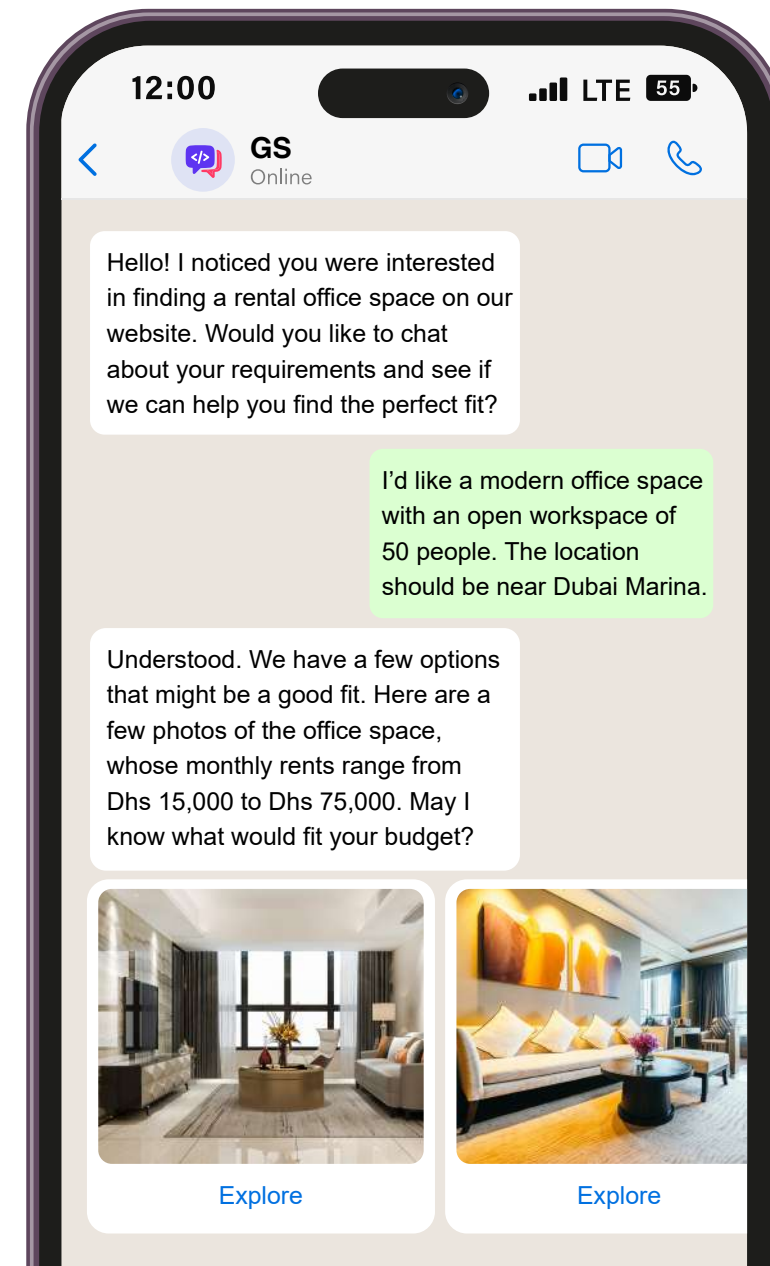 12:00
LTE 55
GS
Online
Hello! I noticed you were interested
in finding a rental office space on our
website. Would you like to chat
about your requirements and see if
we can help you find the perfect fit?
I’d like a modern office space
with an open workspace of
50 people. The location
should be near Dubai Marina.
Understood. We have a few options
that might be a good fit. Here are a
few photos of the office space,
whose monthly rents range from
Dhs 15,000 to Dhs 75,000. May I
know what would fit your budget?
Explore
Explore